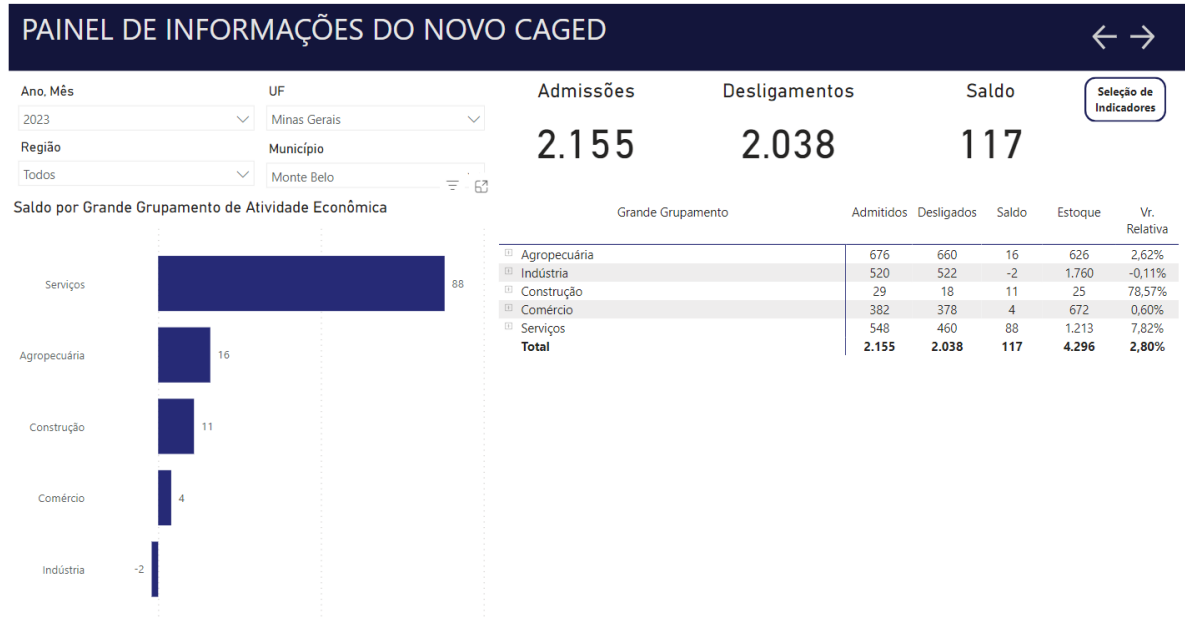 PAINEL DE INFORMAÇÕES DO NOVO CAGED
Ano, Mês
2023
UF
Minas Gerais
Região
Todos
Município
Monte Belo
Admissões
2.155
Desligamentos
2.038
Saldo
117
Seleção de
Indicadores
Saldo por Grande Grupamento de Atividade Econômica
Serviços 88
Agropecuária 16
Construção 11
Comércio 4
Indústria -2
Grande Grupamento Admitidos Desligados Saldo Estoque Vr.
Relativa
Agropecuária 676 660 16 626 2,62%
Indústria 520 522 -2 1.760 -0,11%
Construção 29 18 11 25 78,57%
Comércio 382 378 4 672 0,60%
Serviços 548 460 88 1.213 7,82%
Total 2.155 2.038 117 4.296 2,80%